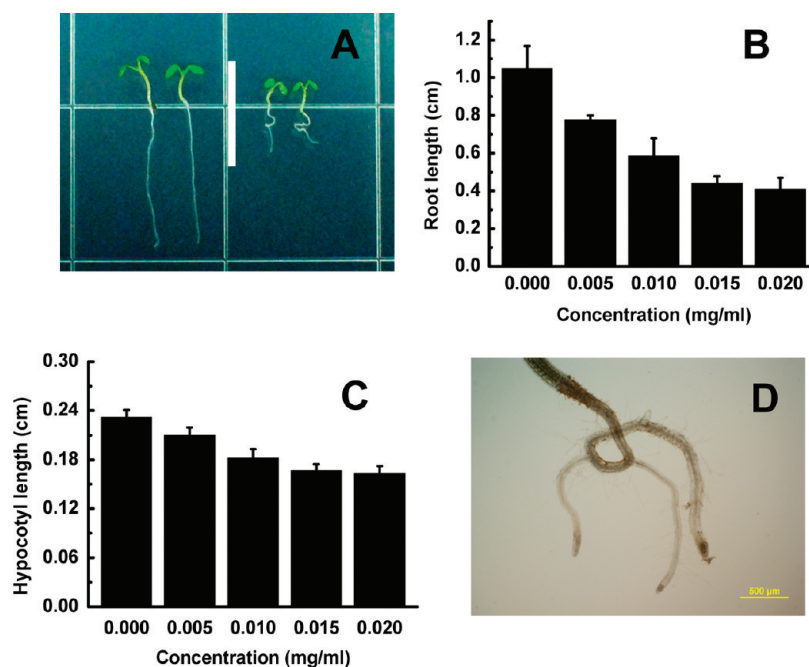 A
B
1.2
1.0
0.8
0.6
0.4
0.2
0.0
Root length (cm)
0.000 0.005 0.010 0.015 0.020
Concentration (mg/ml)
C
0.30
0.24
0.18
0.12
0.06
0.00
Hypocotyl length (cm)
0.000 0.005 0.010 0.015 0.020
Concentration (mg/ml)
D
500 µm